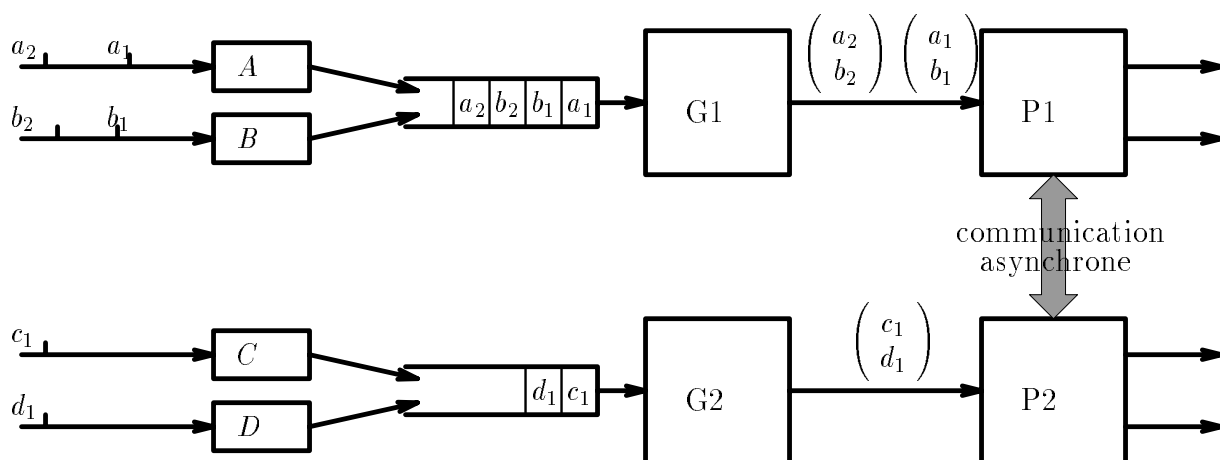 a₂ a₁
A
b₂ b₁
B
a₂ b₂ b₁ a₁
G1
a₂ a₁
b₂ b₁
P1
communication
asynchrone
c₁
C
d₁
D
d₁ c₁
G2
c₁
d₁
P2